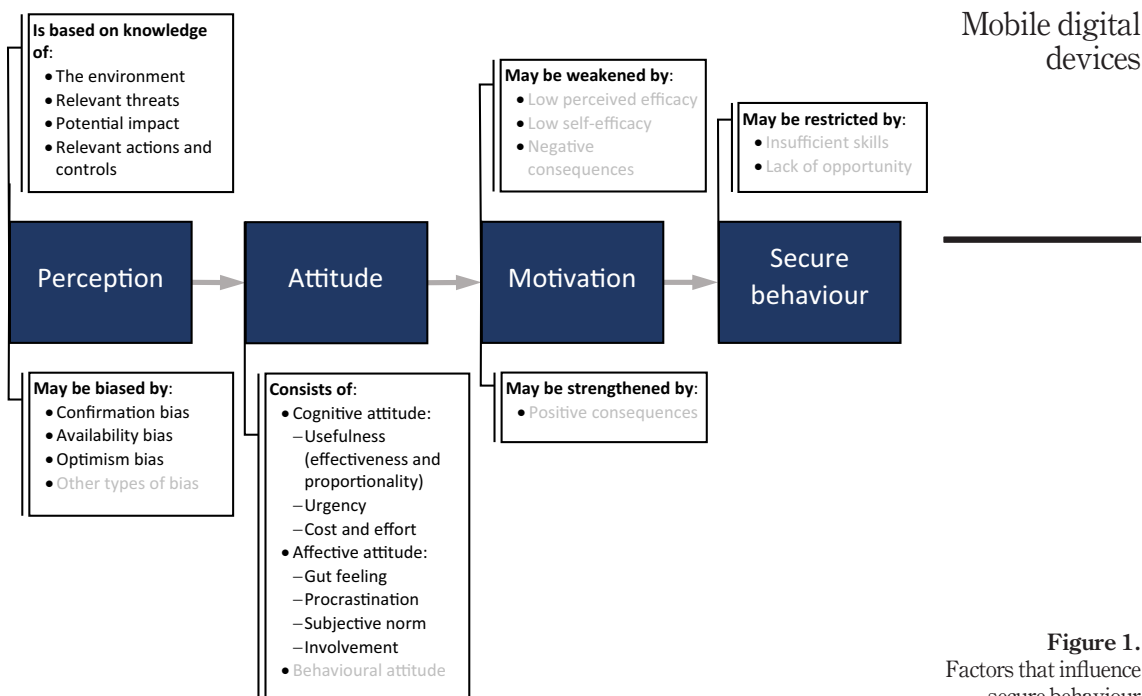 Mobile digital
devices
Is based on knowledge
of:
• The environment
• Relevant threats
• Potential impact
• Relevant actions and
controls
May be weakened by:
• Low perceived efficacy
• Low self-efficacy
• Negative
consequences
May be restricted by:
• Insufficient skills
• Lack of opportunity
Perception
Attitude
Motivation
Secure
behaviour
May be biased by:
• Confirmation bias
• Availability bias
• Optimism bias
• Other types of bias
Consists of:
• Cognitive attitude:
–Usefulness
(effectiveness and
proportionality)
–Urgency
–Cost and effort
• Affective attitude:
–Gut feeling
–Procrastination
–Subjective norm
–Involvement
• Behavioural attitude
May be strengthened by:
• Positive consequences
Figure 1.
Factors that influence
secure behaviour